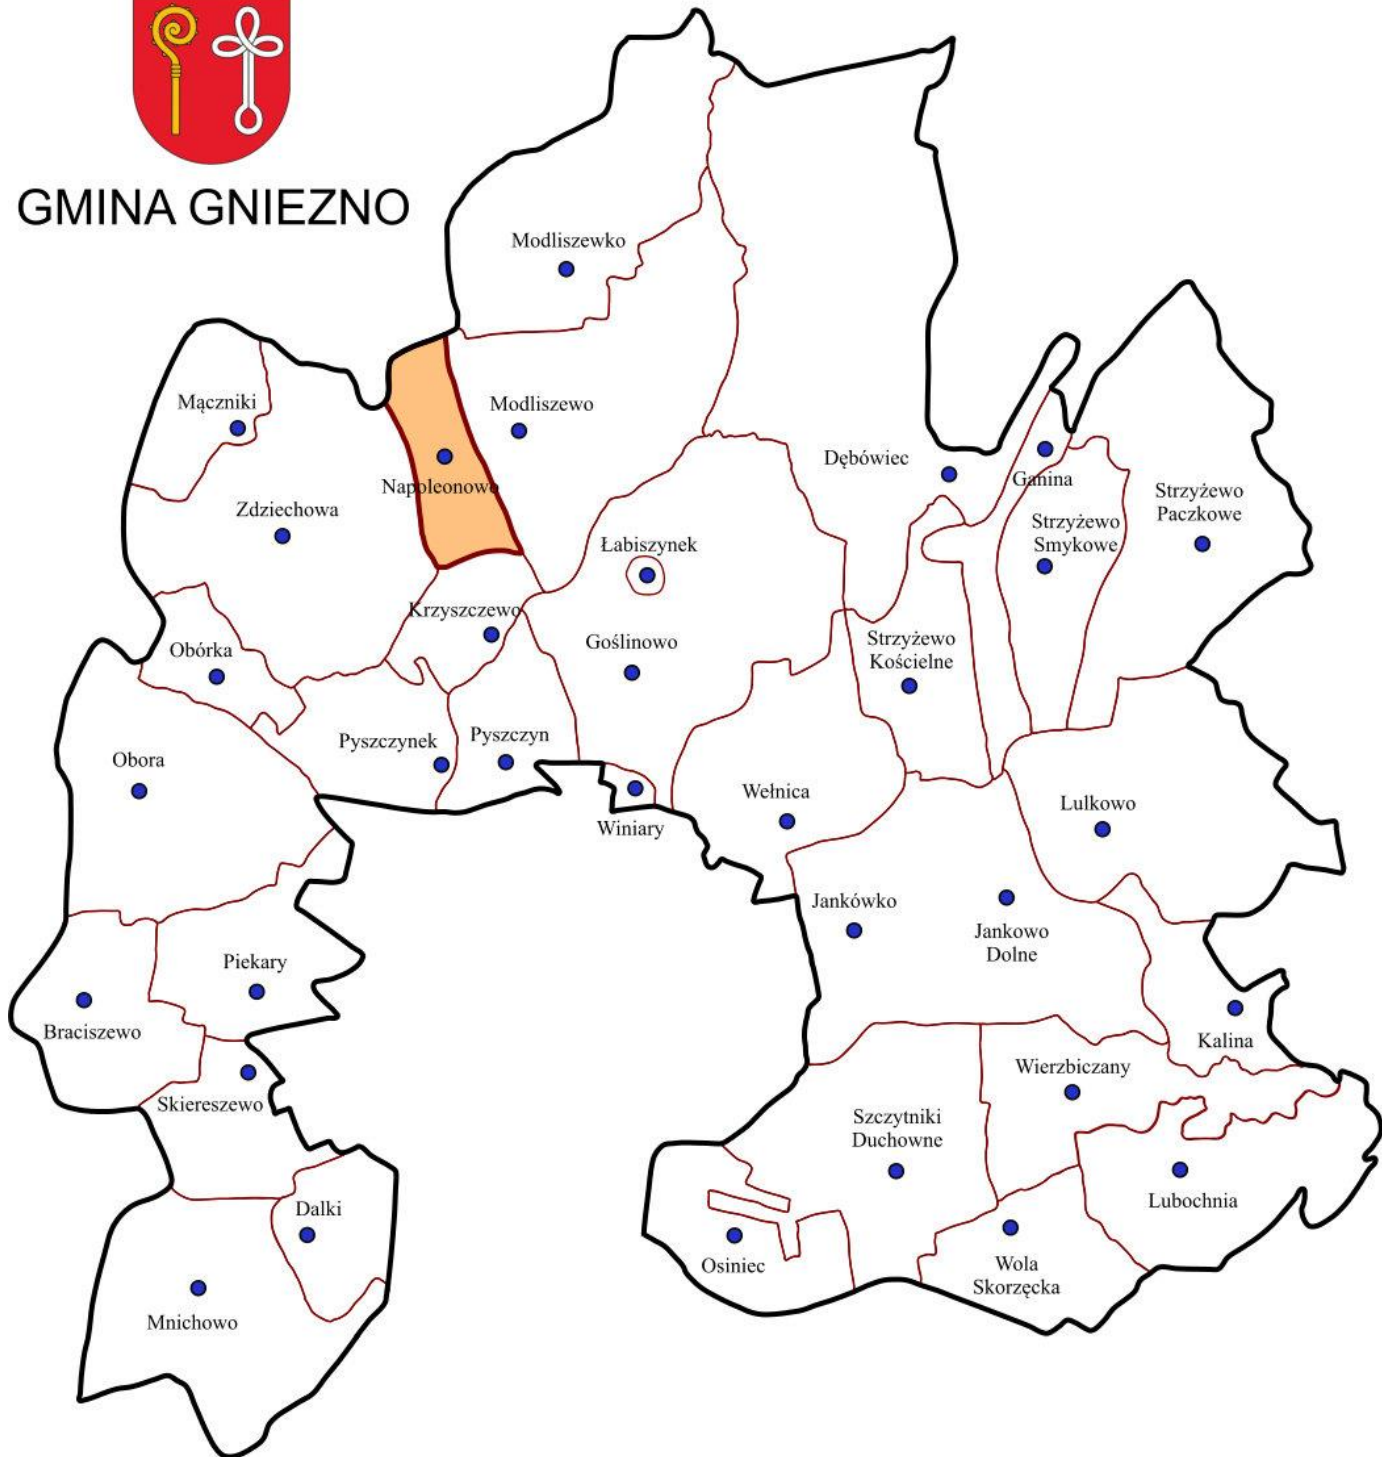 GMINA GNIEZNO
Modliszewko
Mączniki
Modliszewo
Dębówiec
Ganina
Napoleonowo
Strzyżewo
Paczkowe
Zdziechowa
Strzyżewo
Smykowe
Łabiszynek
Krzyszczewo
Goślinowo
Strzyżewo
Kościelne
Obórka
Pyszczynek
Pyszczyn
Obora
Wełnica
Lulkowo
Winiary
Jankówko
Jankowo
Dolne
Piekary
Braciszewo
Kalina
Wierzbiczany
Skiereszewo
Szczytniki
Duchowne
Lubochnia
Dalki
Osiniec
Wola
Skorzęcka
Mnichowo